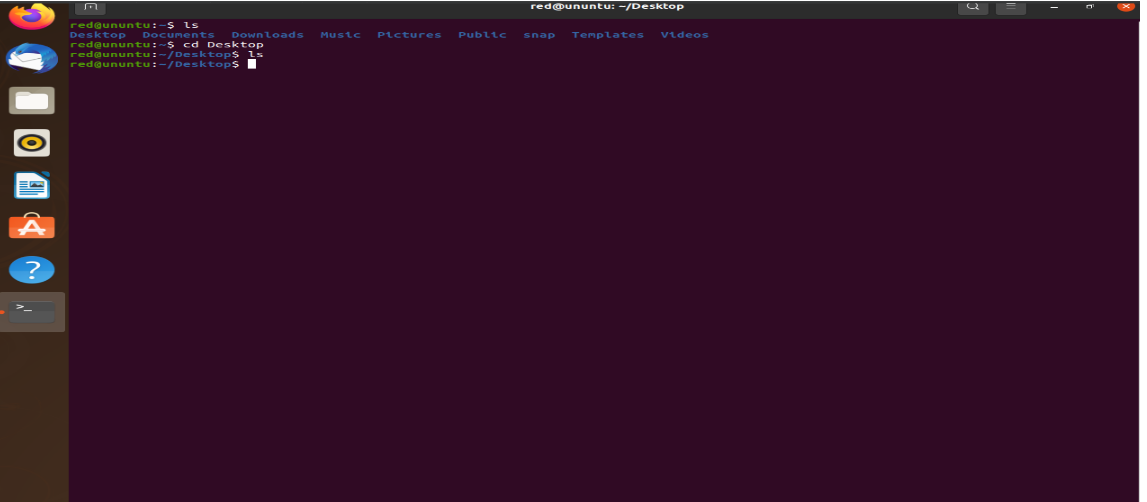 red@ununtu: ~/Desktop
red@ununtu:~$ ls
Desktop Documents Downloads Music Pictures Public snap Templates Videos
red@ununtu:~$ cd Desktop
red@ununtu:~/Desktop$ ls
red@ununtu:~/Desktop$